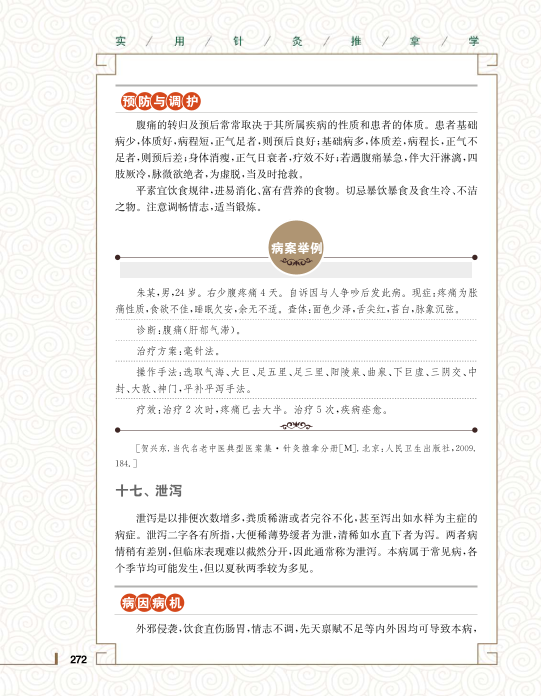 实 / 用 / 针 / 灸 / 推 / 拿 / 学
预防与调护
腹痛的转归及预后常常取决于其所属疾病的性质和患者的体质。患者基础
病少,体质好,病程短,正气足者,则预后良好;基础病多,体质差,病程长,正气不
足者,则预后差;身体消瘦,正气日衰者,疗效不好;若遇腹痛暴急,伴大汗淋漓,四
肢厥冷,脉微欲绝者,为虚脱,当及时抢救。
平素宜饮食规律,进易消化、富有营养的食物。切忌暴饮暴食及食生冷、不洁
之物。注意调畅情志,适当锻炼。
病案举例
朱某,男,24 岁。右少腹疼痛 4 天。自诉因与人争吵后发此病。现症:疼痛为胀
痛性质,食欲不佳,睡眠欠安,余无不适。查体:面色少泽,舌尖红,苔白,脉象沉弦。
诊断:腹痛(肝郁气滞)。
治疗方案:毫针法。
操作手法:选取气海、大巨、足五里、足三里、阳陵泉、曲泉、下巨虚、三阴交、中
封、大敦、神门,平补平泻手法。
疗效:治疗 2 次时,疼痛已去大半。治疗 5 次,疾病痊愈。
[贺兴东.当代名老中医典型医案集·针灸推拿分册[M].北京:人民卫生出版社,2009.
184.]
十七、泄泻
泄泻是以排便次数增多,粪质稀溏或者完谷不化,甚至泻出如水样为主症的
病症。泄泻二字各有所指,大便稀薄势缓者为泄,清稀如水直下者为泻。两者病
情稍有差别,但临床表现难以截然分开,因此通常称为泄泻。本病属于常见病,各
个季节均可能发生,但以夏秋两季较为多见。
病因病机
外邪侵袭,饮食直伤肠胃,情志不调,先天禀赋不足等内外因均可导致本病,
272